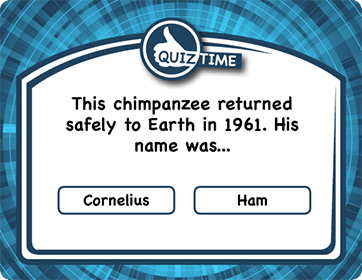 QUIZ TIME
This chimpanzee returned
safely to Earth in 1961. His
name was...
Cornelius
Ham